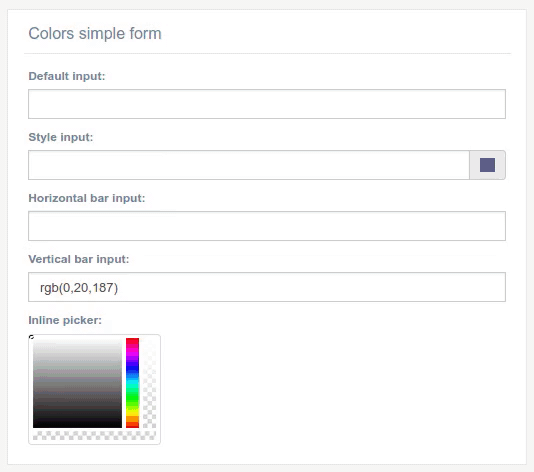 Colors simple form
Default input:
Style input:
Horizontal bar input:
Vertical bar input:
rgb(0,20,187)
Inline picker: